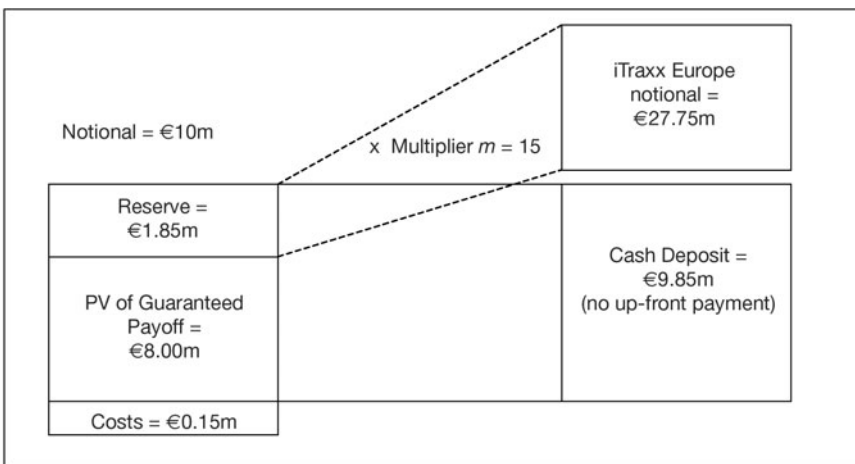 iTraxx Europe
notional =
€27.75m
Notional = €10m
x Multiplier m = 15
Reserve =
€1.85m
Cash Deposit =
€9.85m
(no up-front payment)
PV of Guaranteed
Payoff =
€8.00m
Costs = €0.15m